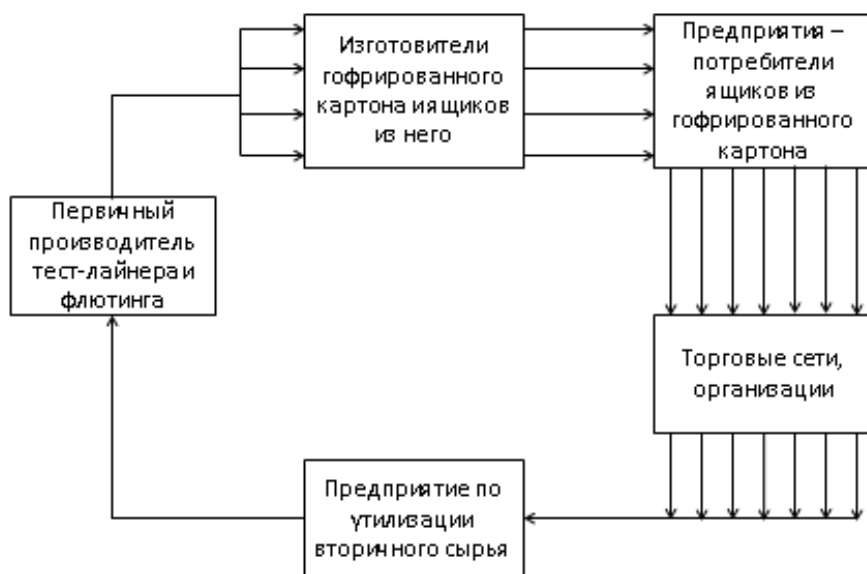 Изготовители
гофрированного
картона и ящиков
из него
Предприятия –
потребители
ящиков из
гофрированного
картона
Первичный
производитель
тест-лайнера и
флютинга
Торговые сети,
организации
Предприятие по
утилизации
вторичного сырья